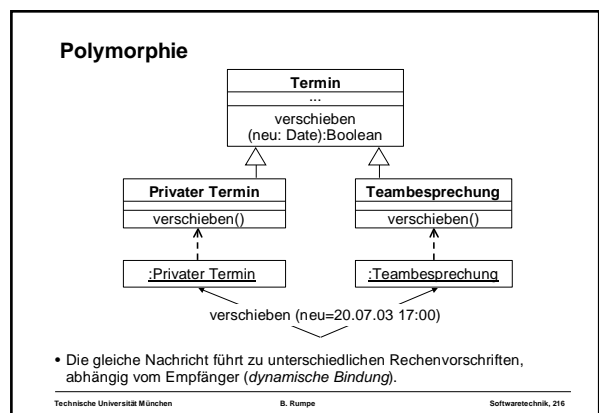 Polymorphie
Termin
...
verschieben
(neu: Date):Boolean
Privater Termin
Teambesprechung
verschieben()
verschieben()
:Privater Termin
:Teambesprechung
verschieben (neu=20.07.03 17:00)
• Die gleiche Nachricht führt zu unterschiedlichen Rechenvorschriften,
abhängig vom Empfänger (dynamische Bindung).
Technische Universität München B. Rumpe Softwaretechnik, 216